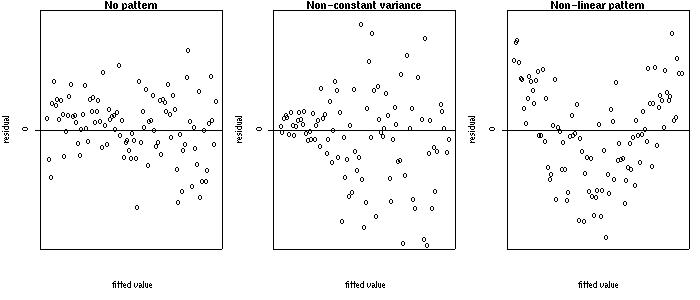 No pattern
Non-constant variance
Non-linear pattern
residual
0
residual
0
residual
0
fitted value
fitted value
fitted value